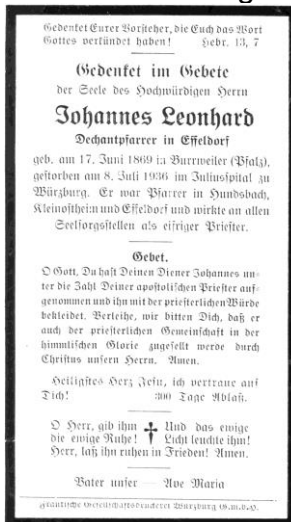 Gedenket Eurer Vorsteher, die Euch das Wort
Gottes verkündet haben! Hebr. 13, 7
Gedenket im Gebete
der Seele des Hochwürdigen Herrn
Johannes Leonhard
Dechantpfarrer in Effeldorf
geb. am 17. Juni 1869 in Burrweiler (Pfalz),
gestorben am 8. Juli 1936 im Juliusspital zu
Würzburg. Er war Pfarrer in Hundsbach,
Kleinostheim und Effeldorf und wirkte an allen
Seelsorgstellen als eifriger Priester.
Gebet.
O Gott, Du hast Deinen Diener Johannes un-
ter die Zahl Deiner apostolischen Priester auf-
genommen und ihn mit der priesterlichen Würde
bekleidet. Verleihe, wir bitten Dich, daß er
auch der priesterlichen Gemeinschaft in der
himmlischen Glorie zugesellt werde durch
Christus unsern Herrn. Amen.
Heiligstes Herz Jesu, ich vertraue auf
Dich! 300 Tage Ablaß.
O Herr, gib ihm † Und das ewige
die ewige Ruhe! Licht leuchte ihm!
Herr, laß ihn ruhen in Frieden! Amen.
Vater unser — Ave Maria
Fränkische Gesellschaftsdruckerei Würzburg G.m.b.H.